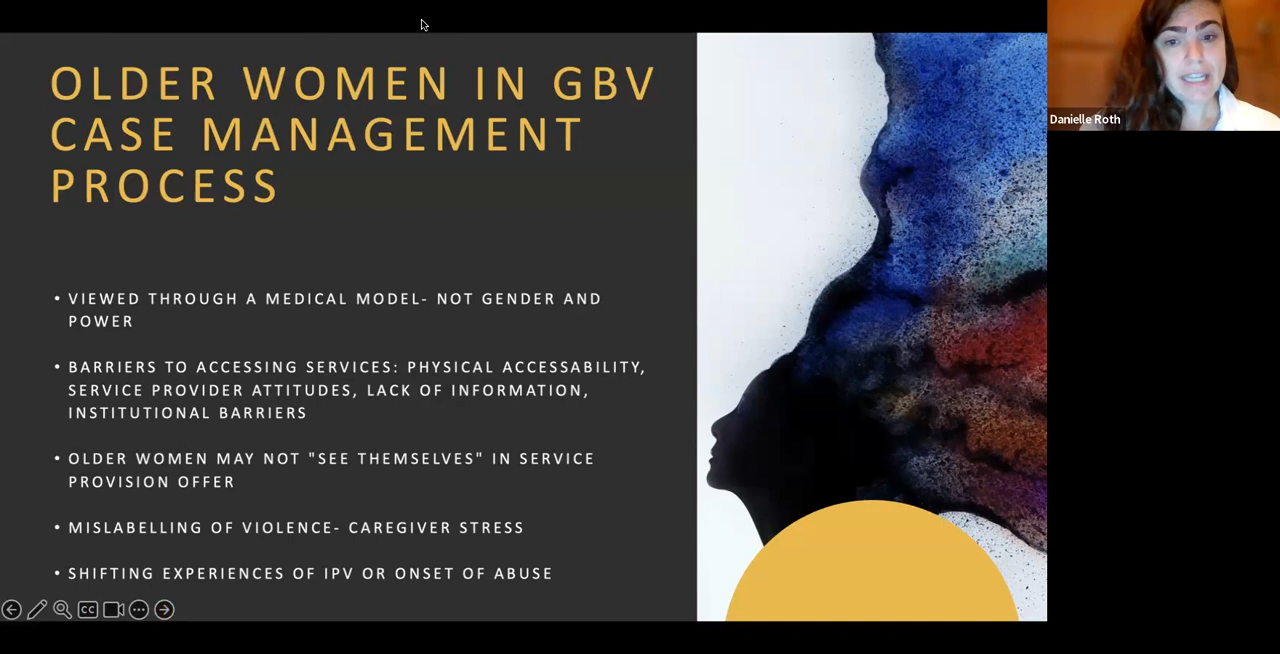 OLDER WOMEN IN GBV
CASE MANAGEMENT
PROCESS
• VIEWED THROUGH A MEDICAL MODEL- NOT GENDER AND
POWER
• BARRIERS TO ACCESSING SERVICES: PHYSICAL ACCESSABILITY,
SERVICE PROVIDER ATTITUDES, LACK OF INFORMATION,
INSTITUTIONAL BARRIERS
• OLDER WOMEN MAY NOT "SEE THEMSELVES" IN SERVICE
PROVISION OFFER
• MISLABELLING OF VIOLENCE- CAREGIVER STRESS
• SHIFTING EXPERIENCES OF IPV OR ONSET OF ABUSE
CC
Danielle Roth